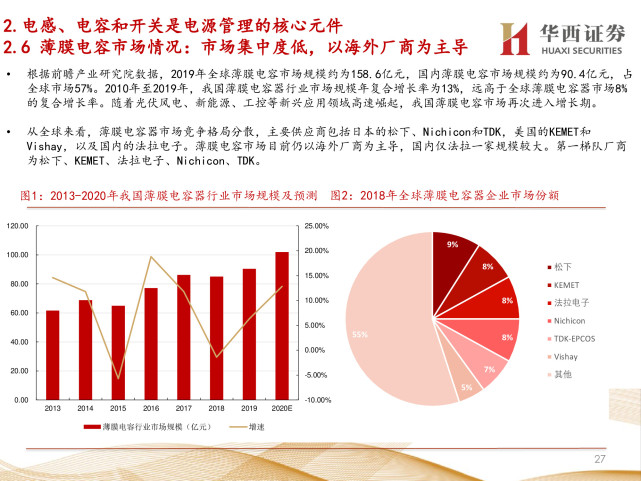 2. 电感、电容和开关是电源管理的核心元件
2.6 薄膜电容市场情况：市场集中度低，以海外厂商为主导
华西证券
HUAXI SECURITIES
• 根据前瞻产业研究院数据，2019年全球薄膜电容市场规模约为158.6亿元，国内薄膜电容市场规模约为90.4亿元，占
全球市场57%。2010年至2019年，我国薄膜电容器行业市场规模年复合增长率为13%，远高于全球薄膜电容器市场8%
的复合增长率。随着光伏风电、新能源、工控等新兴应用领域高速崛起，我国薄膜电容市场再次进入增长期。
• 从全球来看，薄膜电容器市场竞争格局分散，主要供应商包括日本的松下、Nichicon和TDK，美国的KEMET和
Vishay，以及国内的法拉电子。薄膜电容市场目前仍以海外厂商为主导，国内仅法拉一家规模较大。第一梯队厂商
为松下、KEMET、法拉电子、Nichicon、TDK。
图1：2013-2020年我国薄膜电容器行业市场规模及预测
120.00
100.00
80.00
60.00
40.00
20.00
0.00
25.00%
20.00%
15.00%
10.00%
5.00%
0.00%
-5.00%
-10.00%
2013 2014 2015 2016 2017 2018 2019 2020E
薄膜电容行业市场规模（亿元） 增速
图2：2018年全球薄膜电容器企业市场份额
9%
8%
8%
8%
7%
5%
55%
松下
KEMET
法拉电子
Nichicon
TDK-EPCOS
Vishay
其他
27